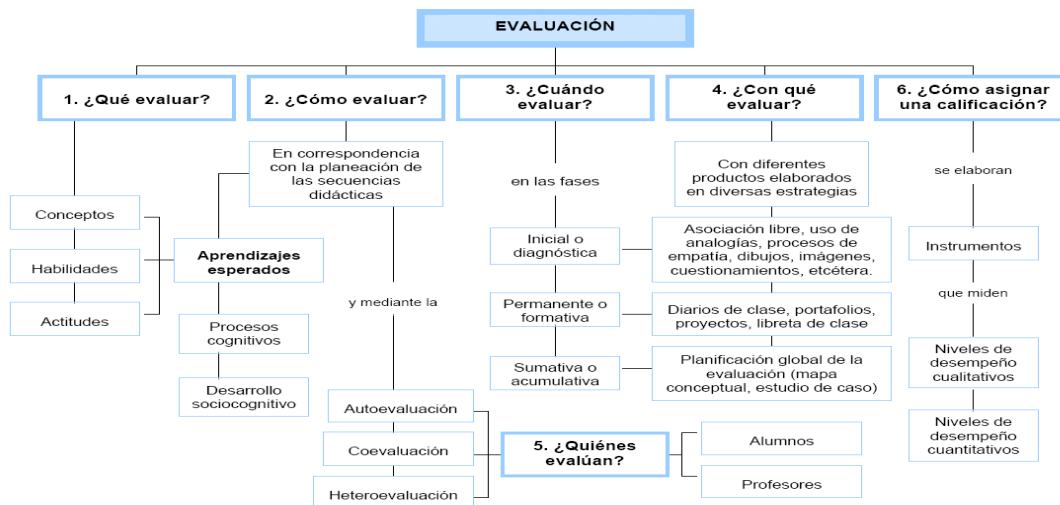 EVALUACIÓN
1. ¿Qué evaluar?
2. ¿Cómo evaluar?
3. ¿Cuándo
evaluar?
4. ¿Con qué
evaluar?
6. ¿Cómo asignar
una calificación?
En correspondencia
con la planeación de
las secuencias
didácticas
en las fases
Con diferentes
productos elaborados
en diversas estrategias
se elaboran
Conceptos
Habilidades
Actitudes
Aprendizajes
esperados
Procesos
cognitivos
Desarrollo
sociocognitivo
y mediante la
Inicial o
diagnóstica
Asociación libre, uso de
analogías, procesos de
empatía, dibujos, imágenes,
cuestionamientos, etcétera.
Instrumentos
que miden
Permanente o
formativa
Diarios de clase, portafolios,
proyectos, libreta de clase
Sumativa o
acumulativa
Planificación global de la
evaluación (mapa
conceptual, estudio de caso)
Niveles de
desempeño
cualitativos
Niveles de
desempeño
cuantitativos
Autoevaluación
Coevaluación
Heteroevaluación
5. ¿Quiénes
evalúan?
Alumnos
Profesores